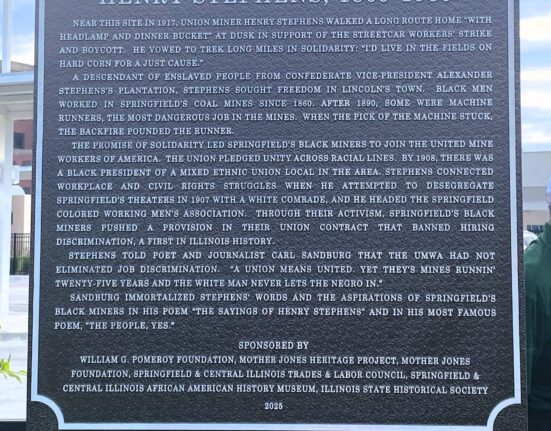 HENRY STEPHENS,
NEAR THIS SITE IN 1917, UNION MINER HENRY STEPHENS WALKED A LONG ROUTE HOME "WITH
HEADLAMP AND DINNER BUCKET" AT DUSK IN SUPPORT OF THE STREETCAR WORKERS' STRIKE
AND BOYCOTT. HE VOWED TO TREK LONG MILES IN SOLIDARITY: "I'D LIVE IN THE FIELDS ON
HARD CORN FOR A JUST CAUSE."
A DESCENDANT OF ENSLAVED PEOPLE FROM CONFEDERATE VICE-PRESIDENT ALEXANDER
STEPHENS'S PLANTATION, STEPHENS SOUGHT FREEDOM IN LINCOLN'S TOWN. BLACK MEN
WORKED IN SPRINGFIELD'S COAL MINES SINCE 1860. AFTER 1890, SOME WERE MACHINE
RUNNERS, THE MOST DANGEROUS JOB IN THE MINES. WHEN THE PICK OF THE MACHINE STUCK,
THE BACKFIRE POUNDED THE RUNNER.
THE PROMISE OF SOLIDARITY LED SPRINGFIELD'S BLACK MINERS TO JOIN THE UNITED MINE
WORKERS OF AMERICA. THE UNION PLEDGED UNITY ACROSS RACIAL LINES. BY 1908, THERE WAS
A BLACK PRESIDENT OF A MIXED ETHNIC UNION LOCAL IN THE AREA. STEPHENS CONNECTED
WORKPLACE AND CIVIL RIGHTS STRUGGLES WHEN HE ATTEMPTED TO DESEGREGATE
SPRINGFIELD'S THEATERS IN 1907 WITH A WHITE COMRADE, AND HE HEADED THE SPRINGFIELD
COLORED WORKING MEN'S ASSOCIATION. THROUGH THEIR ACTIVISM, SPRINGFIELD'S BLACK
MINERS PUSHED A PROVISION IN THEIR UNION CONTRACT THAT BANNED HIRING
DISCRIMINATION, A FIRST IN ILLINOIS HISTORY.
STEPHENS TOLD POET AND JOURNALIST CARL SANDBURG THAT THE UMWA HAD NOT
ELIMINATED JOB DISCRIMINATION. "A UNION MEANS UNITED. YET THEY'S MINES RUNNIN'
TWENTY-FIVE YEARS AND THE WHITE MAN NEVER LETS THE NEGRO IN."
SANDBURG IMMORTALIZED STEPHENS' WORDS AND THE ASPIRATIONS OF SPRINGFIELD'S
BLACK MINERS IN HIS POEM "THE SAYINGS OF HENRY STEPHENS" AND IN HIS MOST FAMOUS
POEM, "THE PEOPLE, YES."
SPONSORED BY
WILLIAM G. POMEROY FOUNDATION, MOTHER JONES HERITAGE PROJECT, MOTHER JONES
FOUNDATION, SPRINGFIELD & CENTRAL ILLINOIS TRADES & LABOR COUNCIL, SPRINGFIELD &
CENTRAL ILLINOIS AFRICAN AMERICAN HISTORY MUSEUM, ILLINOIS STATE HISTORICAL SOCIETY
2025